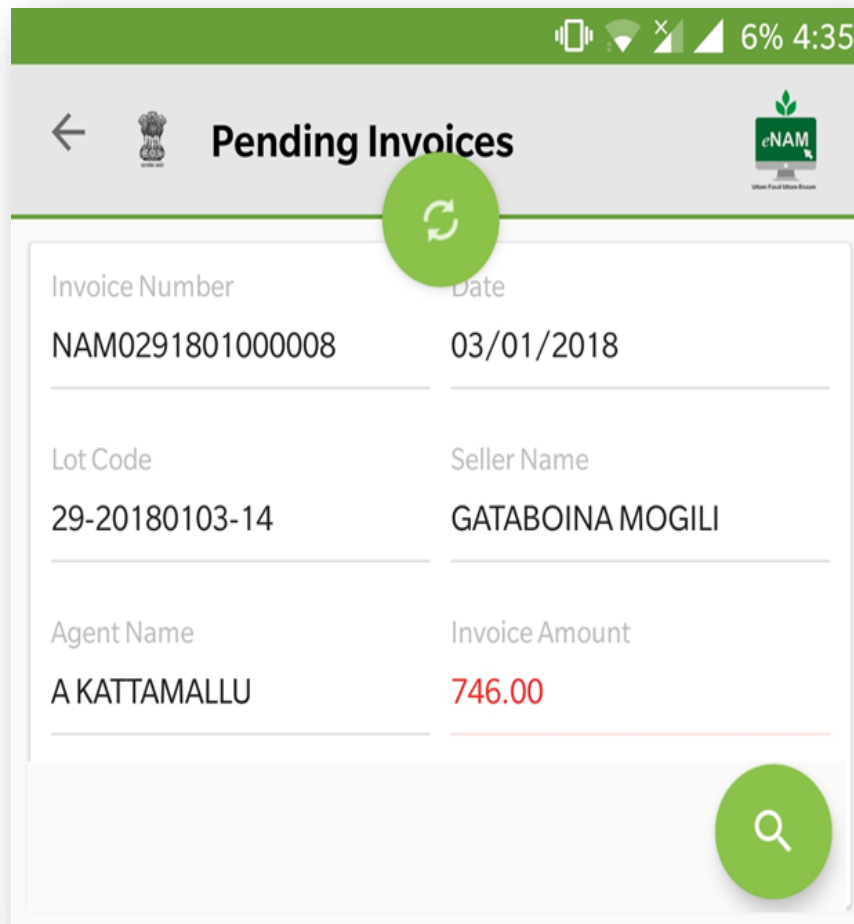 6% 4:35
Pending Invoices
eNAM
Invoice Number
Date
NAM0291801000008
03/01/2018
Lot Code
Seller Name
29-20180103-14
GATABOINA MOGILI
Agent Name
Invoice Amount
A KATTAMALLU
746.00